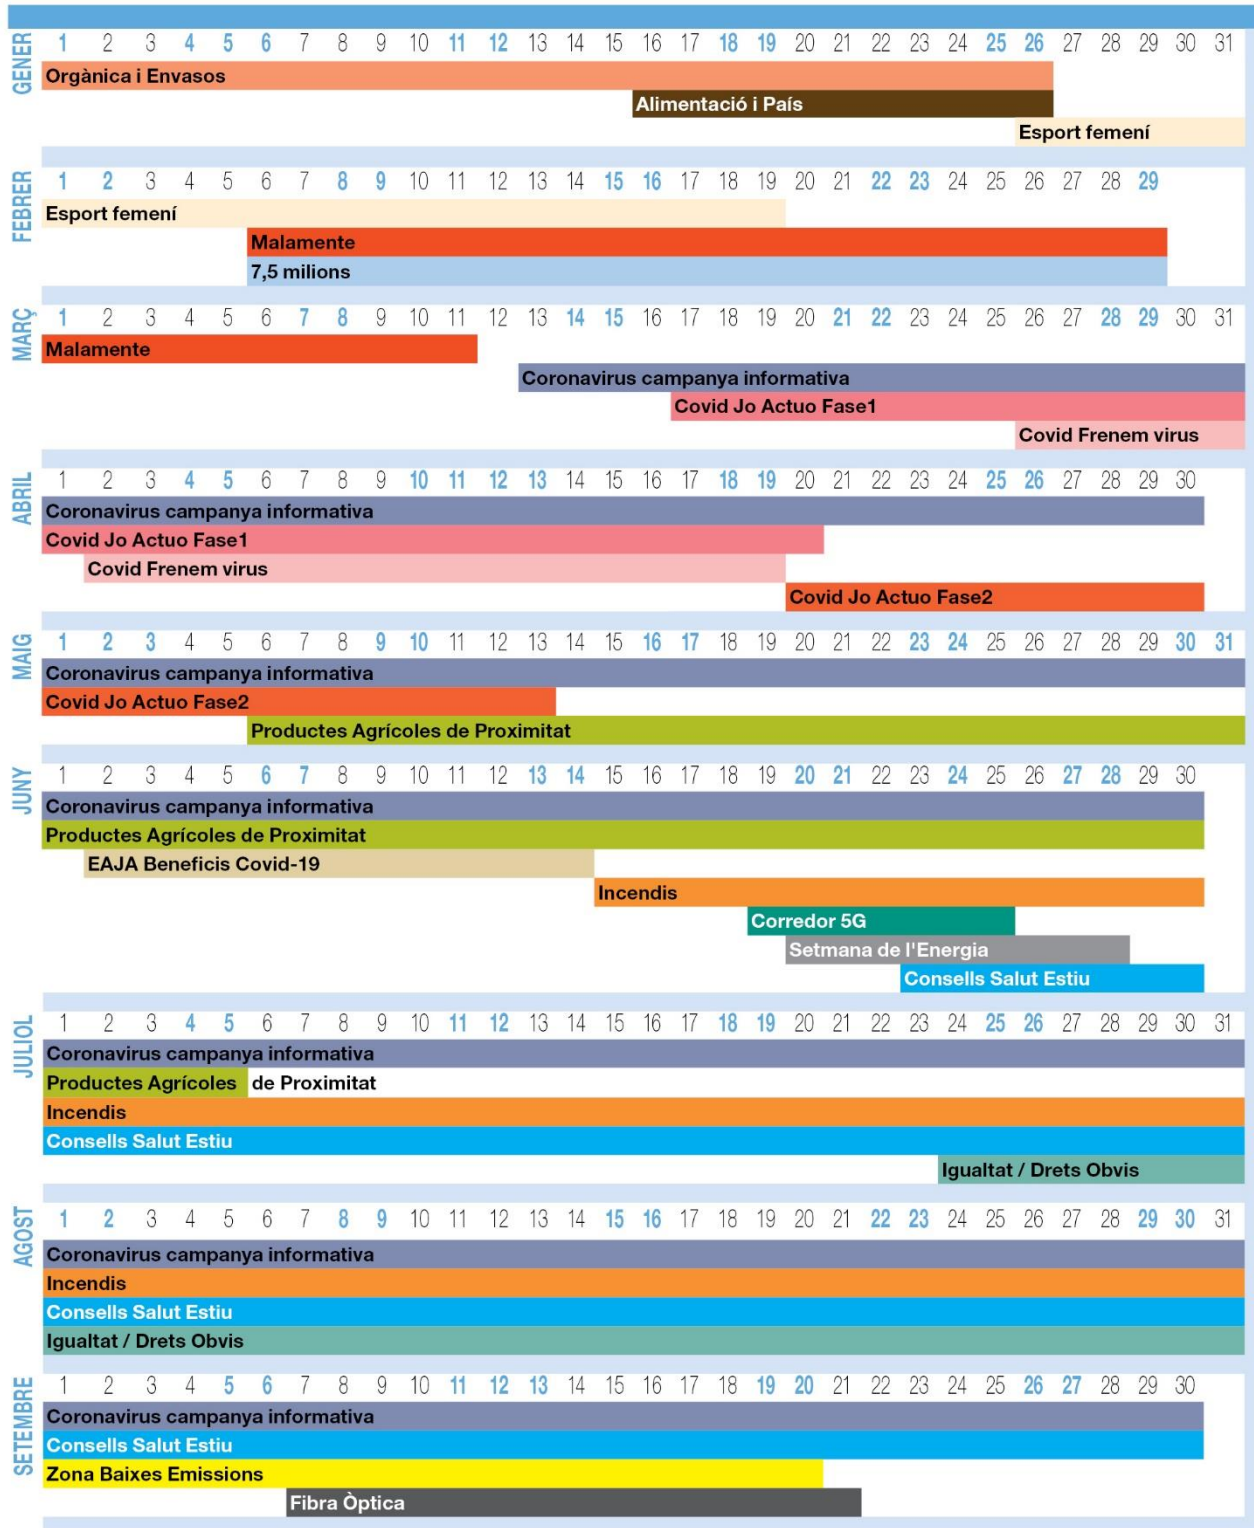 GENER
1 2 3 4 5 6 7 8 9 10 11 12 13 14 15 16 17 18 19 20 21 22 23 24 25 26 27 28 29 30 31
Orgànica i Envasos
Alimentació i País
Esport femení
FEBRER
1 2 3 4 5 6 7 8 9 10 11 12 13 14 15 16 17 18 19 20 21 22 23 24 25 26 27 28 29
Esport femení
Malamente
7,5 milions
MARÇ
1 2 3 4 5 6 7 8 9 10 11 12 13 14 15 16 17 18 19 20 21 22 23 24 25 26 27 28 29 30 31
Malamente
Coronavirus campanya informativa
Covid Jo Actuo Fase1
Covid Frenem virus
ABRIL
1 2 3 4 5 6 7 8 9 10 11 12 13 14 15 16 17 18 19 20 21 22 23 24 25 26 27 28 29 30
Coronavirus campanya informativa
Covid Jo Actuo Fase1
Covid Frenem virus
Covid Jo Actuo Fase2
MAIG
1 2 3 4 5 6 7 8 9 10 11 12 13 14 15 16 17 18 19 20 21 22 23 24 25 26 27 28 29 30 31
Coronavirus campanya informativa
Covid Jo Actuo Fase2
Productes Agrícoles de Proximitat
JUNY
1 2 3 4 5 6 7 8 9 10 11 12 13 14 15 16 17 18 19 20 21 22 23 24 25 26 27 28 29 30
Coronavirus campanya informativa
Productes Agrícoles de Proximitat
EAJA Beneficis Covid-19
Incendis
Corredor 5G
Setmana de l'Energia
Consells Salut Estiu
JULIOL
1 2 3 4 5 6 7 8 9 10 11 12 13 14 15 16 17 18 19 20 21 22 23 24 25 26 27 28 29 30 31
Coronavirus campanya informativa
Productes Agrícoles de Proximitat
Incendis
Consells Salut Estiu
Igualtat / Drets Obvis
AGOST
1 2 3 4 5 6 7 8 9 10 11 12 13 14 15 16 17 18 19 20 21 22 23 24 25 26 27 28 29 30 31
Coronavirus campanya informativa
Incendis
Consells Salut Estiu
Igualtat / Drets Obvis
SETEMBRE
1 2 3 4 5 6 7 8 9 10 11 12 13 14 15 16 17 18 19 20 21 22 23 24 25 26 27 28 29 30
Coronavirus campanya informativa
Consells Salut Estiu
Zona Baixes Emissions
Fibra Òptica